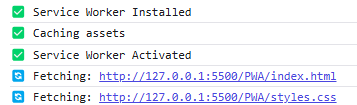 ✅ Service Worker Installed
✅ Caching assets
✅ Service Worker Activated
🔄 Fetching: http://127.0.0.1:5500/PWA/index.html
🔄 Fetching: http://127.0.0.1:5500/PWA/styles.css